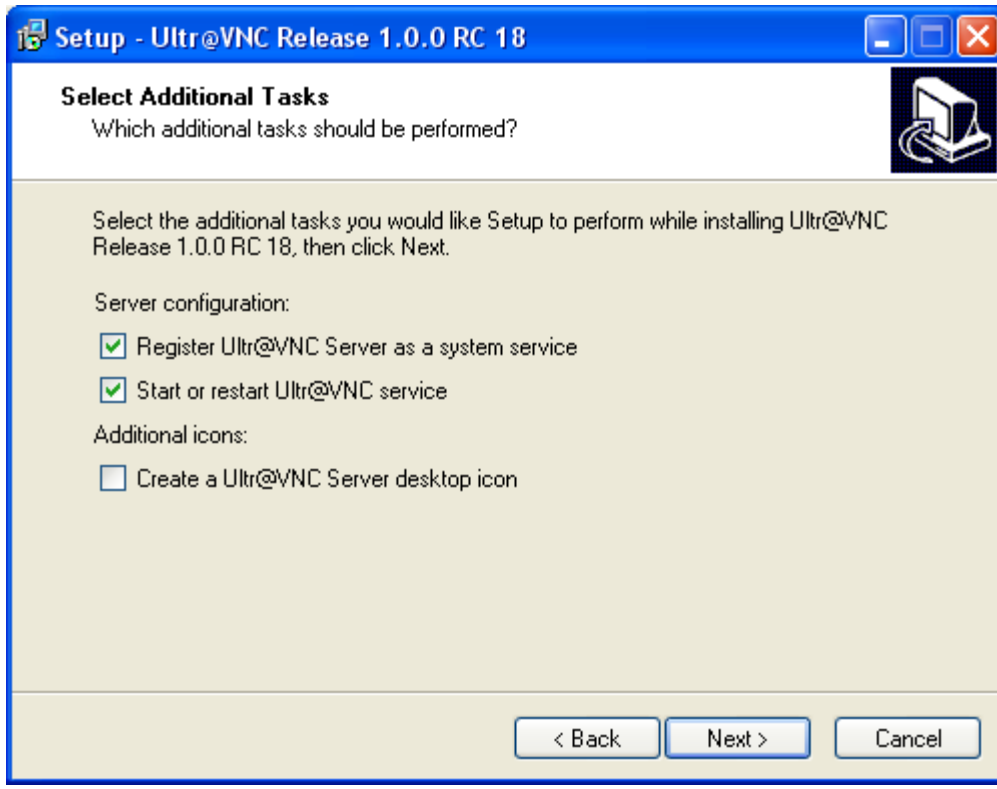 Setup - Ultr@VNC Release 1.0.0 RC 18
Select Additional Tasks
Which additional tasks should be performed?
Select the additional tasks you would like Setup to perform while installing Ultr@VNC
Release 1.0.0 RC 18, then click Next.
Server configuration:
Register Ultr@VNC Server as a system service
Start or restart Ultr@VNC service
Additional icons:
Create a Ultr@VNC Server desktop icon
< Back Next > Cancel